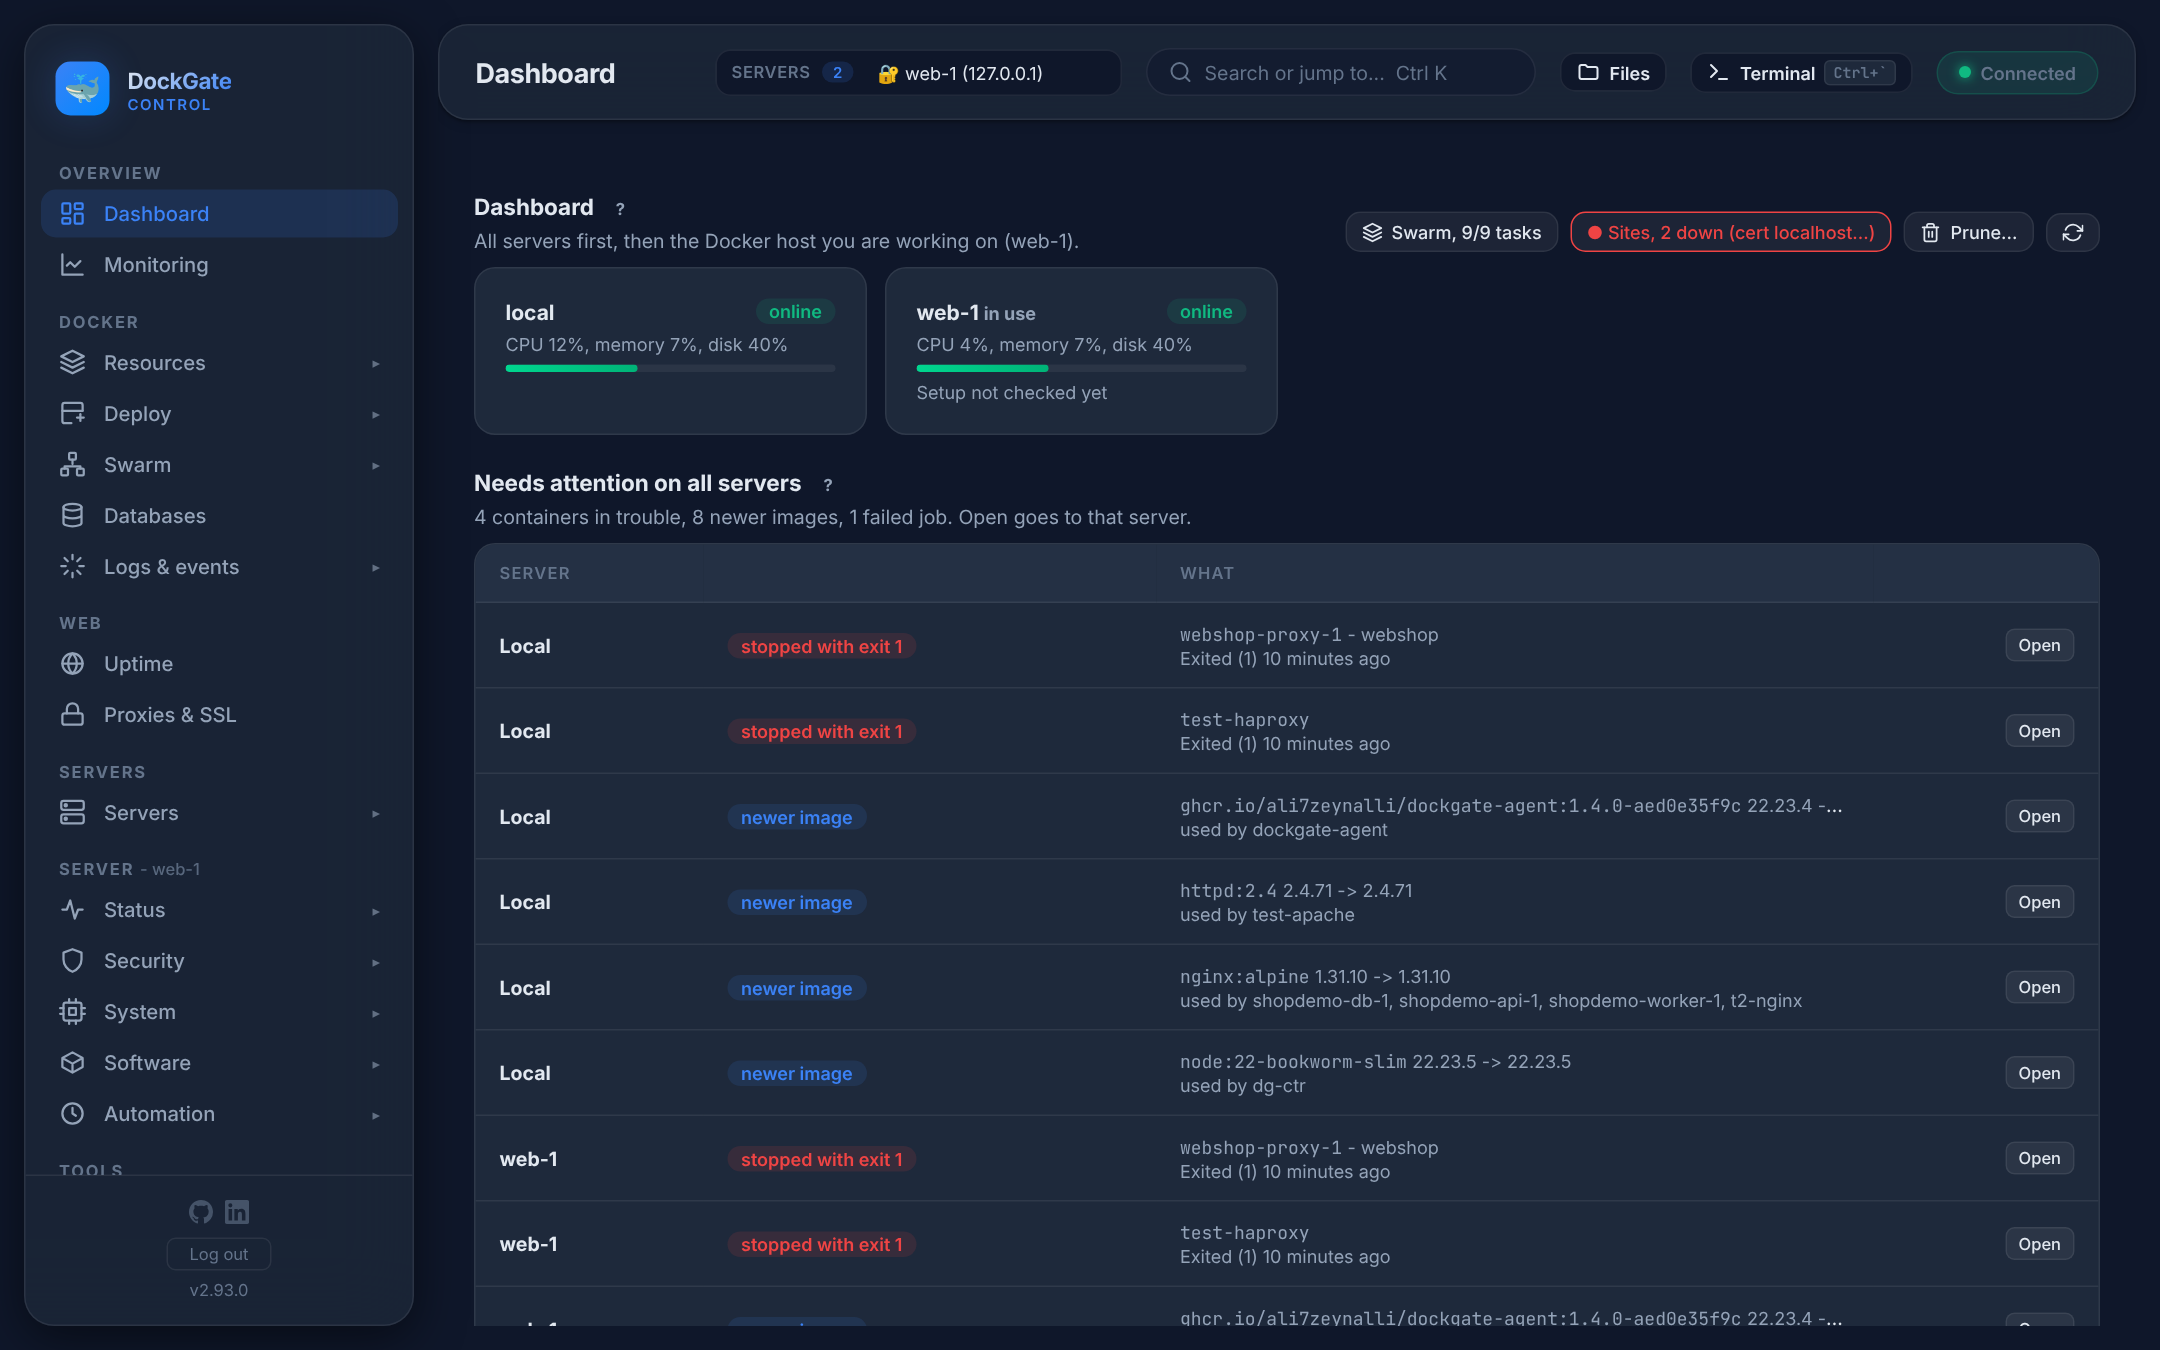 DockGate
CONTROL
OVERVIEW
Dashboard
Monitoring
DOCKER
Resources
Deploy
Swarm
Databases
Logs & events
WEB
Uptime
Proxies & SSL
SERVERS
Servers
SERVER - web-1
Status
Security
System
Software
Automation
TOOLS
Log out
v2.93.0
Dashboard
SERVERS 2 web-1 (127.0.0.1)
Search or jump to... Ctrl K
Files
Terminal Ctrl+`
Connected
Dashboard ?
All servers first, then the Docker host you are working on (web-1).
Swarm, 9/9 tasks
Sites, 2 down (cert localhost...)
Prune...
local online
CPU 12%, memory 7%, disk 40%
web-1 in use online
CPU 4%, memory 7%, disk 40%
Setup not checked yet
Needs attention on all servers ?
4 containers in trouble, 8 newer images, 1 failed job. Open goes to that server.
SERVER WHAT
Local stopped with exit 1 webshop-proxy-1 - webshop Open
Exited (1) 10 minutes ago
Local stopped with exit 1 test-haproxy Open
Exited (1) 10 minutes ago
Local newer image ghcr.io/ali7zeynalli/dockgate-agent:1.4.0-aed0e35f9c 22.23.4 -... Open
used by dockgate-agent
Local newer image httpd:2.4 2.4.71 -> 2.4.71 Open
used by test-apache
Local newer image nginx:alpine 1.31.10 -> 1.31.10 Open
used by shopdemo-db-1, shopdemo-api-1, shopdemo-worker-1, t2-nginx
Local newer image node:22-bookworm-slim 22.23.5 -> 22.23.5 Open
used by dg-ctr
web-1 stopped with exit 1 webshop-proxy-1 - webshop Open
Exited (1) 10 minutes ago
web-1 stopped with exit 1 test-haproxy Open
Exited (1) 10 minutes ago
ghcr.io/ali7zeynalli/dockgate-agent:1.4.0-aed0e35f9c 22.23.4 -...